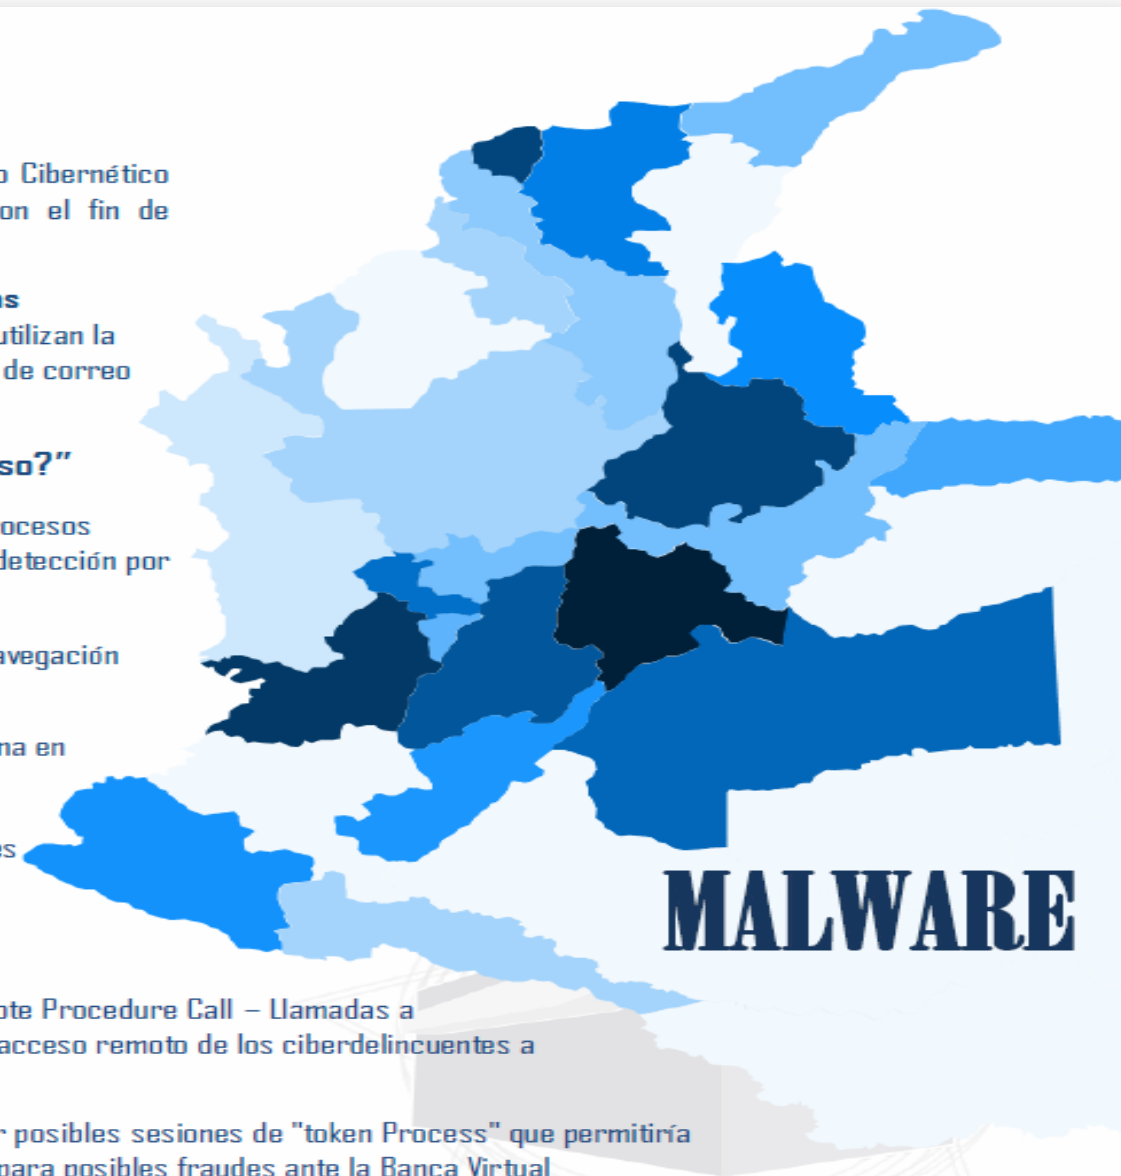 Cibernético
on el fin de
utilizan la
de correo
so?”
ocesos
detección por
avegación
na en
es
MALWARE
ote Procedure Call – Llamadas a
acceso remoto de los ciberdelincuentes a
r posibles sesiones de "token Process" que permitiría
para posibles fraudes ante la Banca Virtual